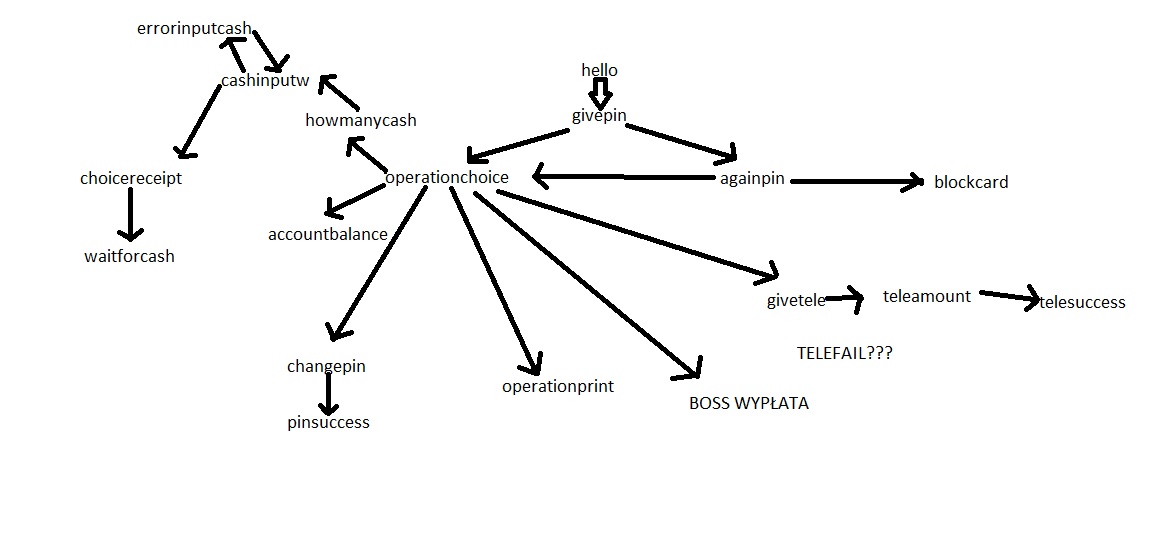 errorinputcash
hello
cashinputw
givepin
howmanycash
choicereceipt
operationchoice
againpin
blockcard
accountbalance
waitforcash
givetele
teleamount
telesuccess
TELEFAIL???
changepin
operationprint
BOSS WYPŁATA
pinsuccess